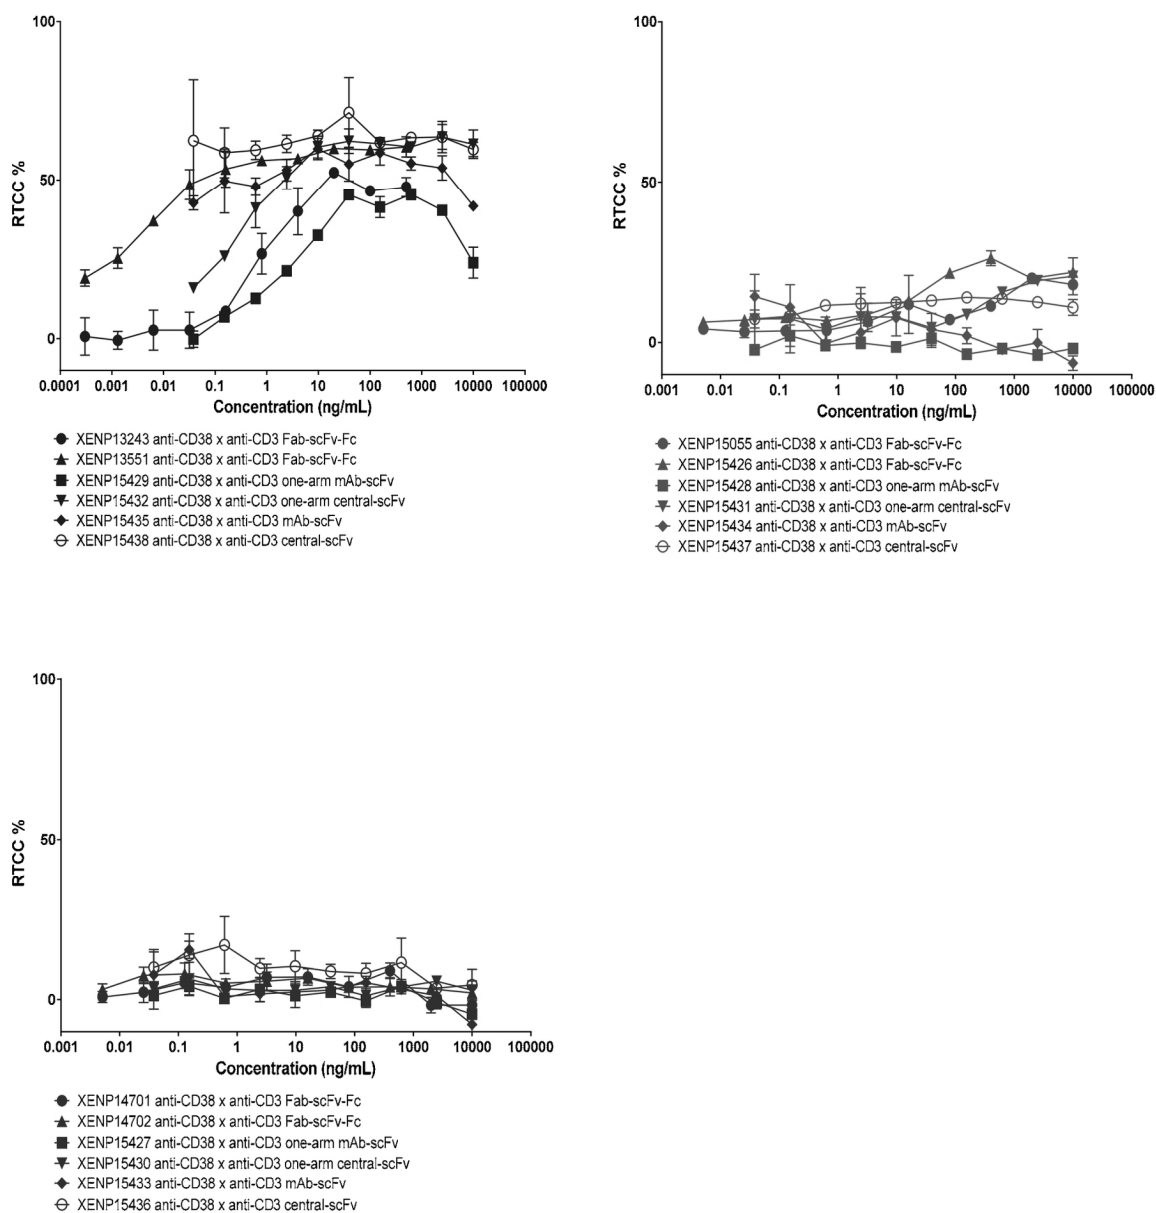 100
50
0
RTCC %
0.0001 0.001 0.01 0.1 1 10 100 1000 10000 100000
Concentration (ng/mL)
XENP13243 anti-CD38 x anti-CD3 Fab-scFv-Fc
XENP13551 anti-CD38 x anti-CD3 Fab-scFv-Fc
XENP15429 anti-CD38 x anti-CD3 one-arm mAb-scFv
XENP15432 anti-CD38 x anti-CD3 one-arm central-scFv
XENP15435 anti-CD38 x anti-CD3 mAb-scFv
XENP15438 anti-CD38 x anti-CD3 central-scFv
100
50
0
RTCC %
0.001 0.01 0.1 1 10 100 1000 10000 100000
Concentration (ng/mL)
XENP15055 anti-CD38 x anti-CD3 Fab-scFv-Fc
XENP15426 anti-CD38 x anti-CD3 Fab-scFv-Fc
XENP15428 anti-CD38 x anti-CD3 one-arm mAb-scFv
XENP15431 anti-CD38 x anti-CD3 one-arm central-scFv
XENP15434 anti-CD38 x anti-CD3 mAb-scFv
XENP15437 anti-CD38 x anti-CD3 central-scFv
100
50
0
RTCC %
0.001 0.01 0.1 1 10 100 1000 10000 100000
Concentration (ng/mL)
XENP14701 anti-CD38 x anti-CD3 Fab-scFv-Fc
XENP14702 anti-CD38 x anti-CD3 Fab-scFv-Fc
XENP15427 anti-CD38 x anti-CD3 one-arm mAb-scFv
XENP15430 anti-CD38 x anti-CD3 one-arm central-scFv
XENP15433 anti-CD38 x anti-CD3 mAb-scFv
XENP15436 anti-CD38 x anti-CD3 central-scFv